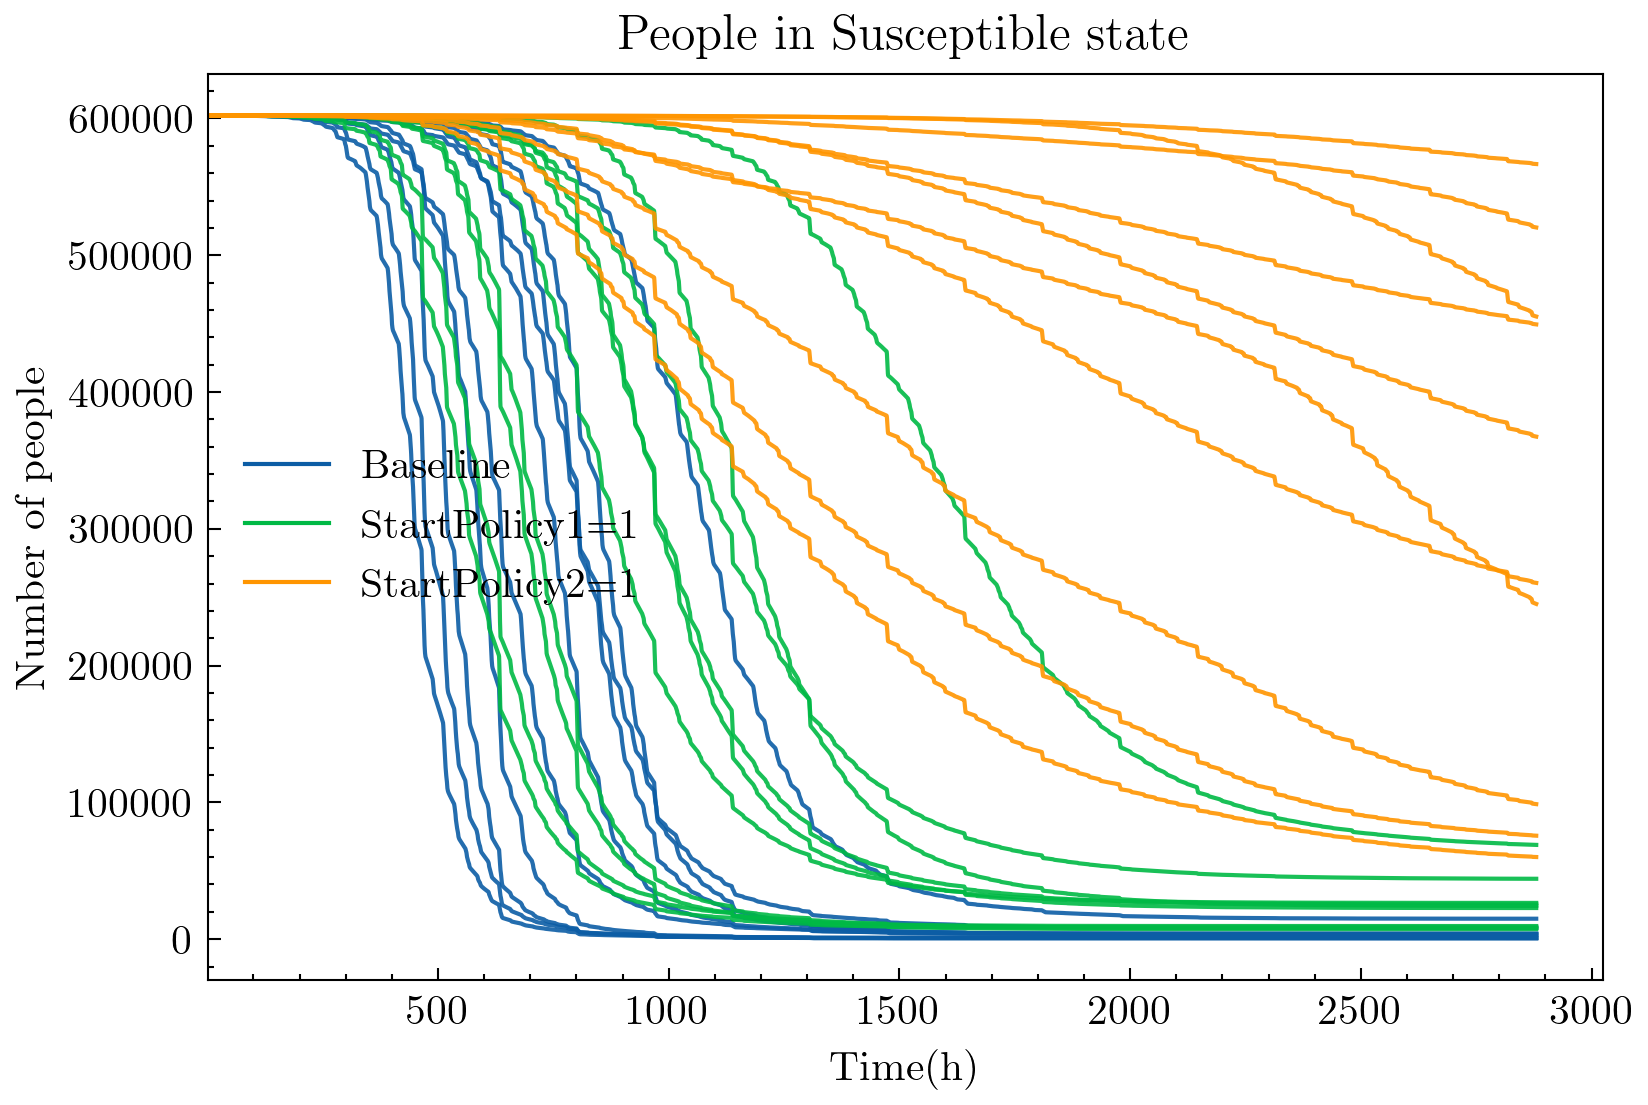 People in Susceptible state
600000
500000
400000
300000
200000
100000
0
Number of people
Baseline
StartPolicy1=1
StartPolicy2=1
500
1000
1500
2000
2500
3000
Time(h)